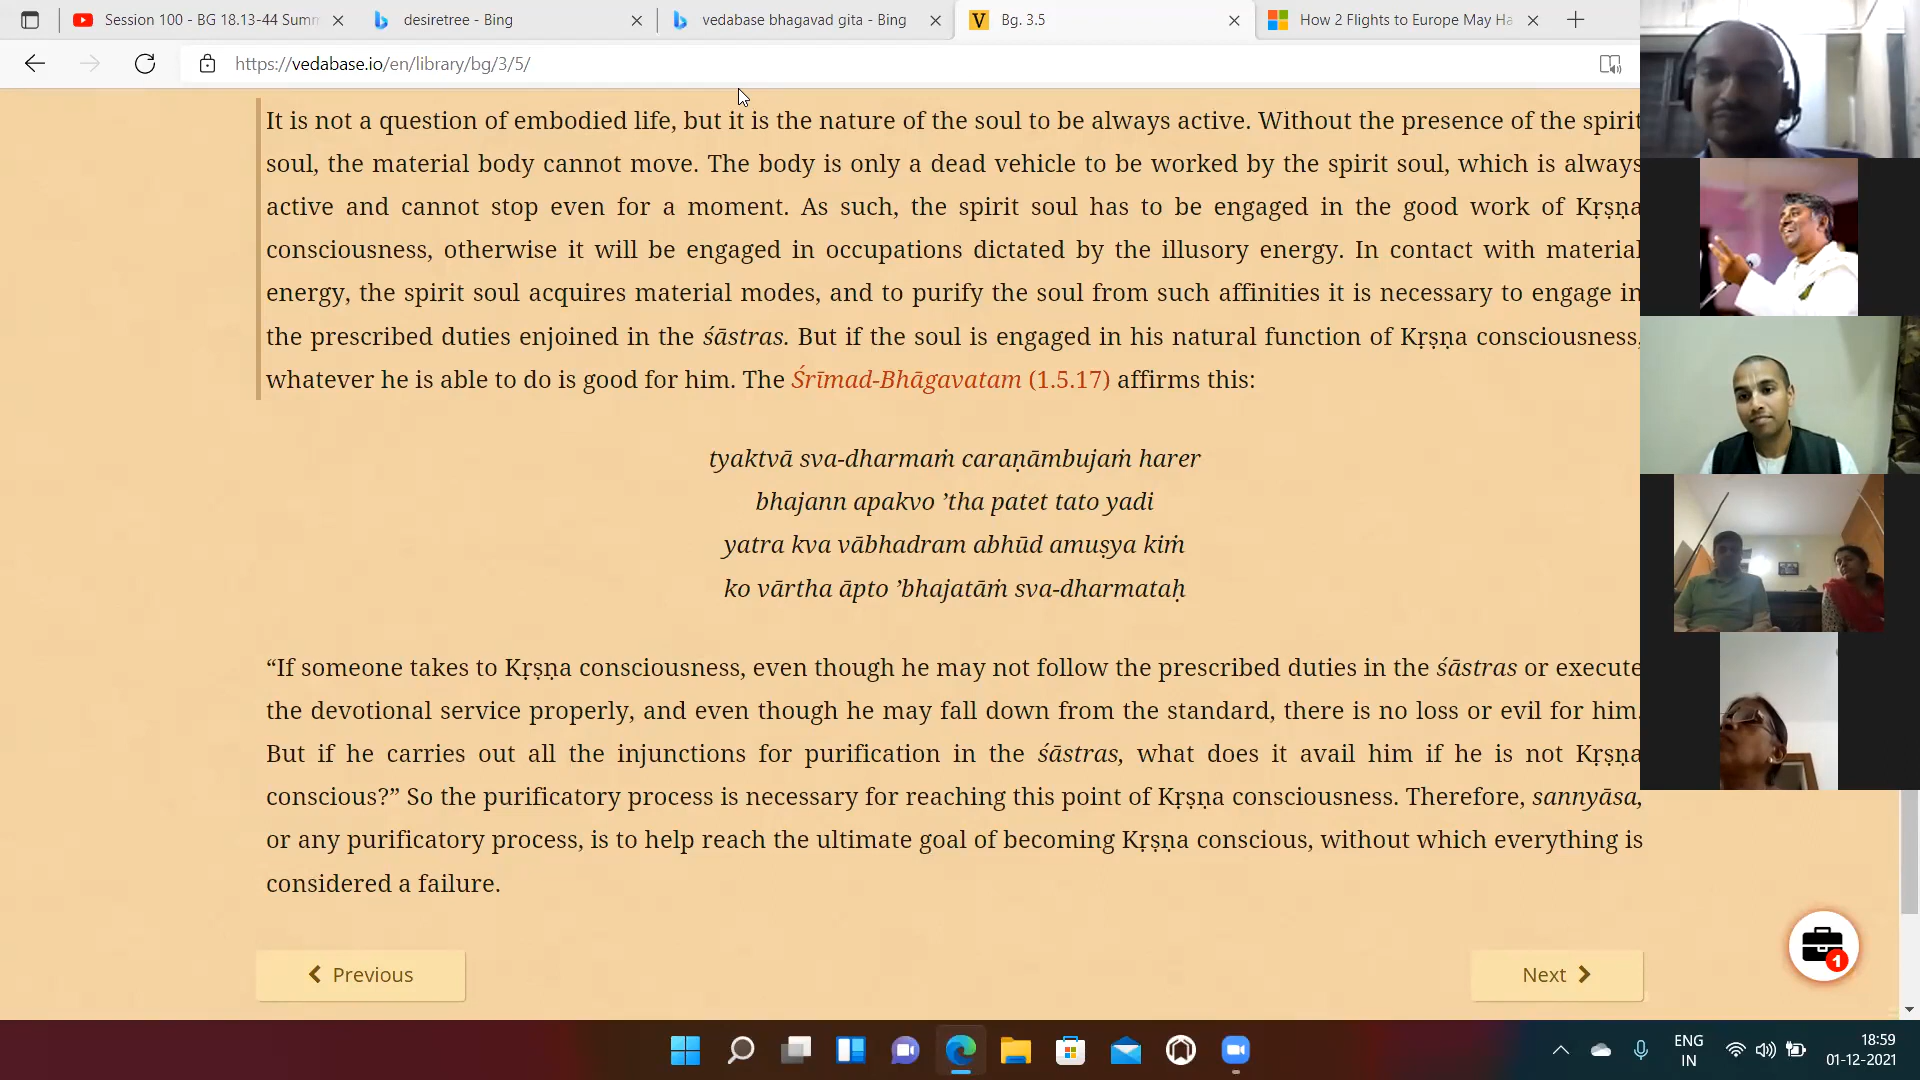 Session 100 - BG 18.13-44 Summ
desiretree - Bing
vedabase bhagavad gita - Bing
V
Bg. 3.5
How 2 Flights to Europe May Ha
https://vedabase.io/en/library/bg/3/5/
It is not a question of embodied life, but it is the nature of the soul to be always active. Without the presence of the spirit
soul, the material body cannot move. The body is only a dead vehicle to be worked by the spirit soul, which is always
active and cannot stop even for a moment. As such, the spirit soul has to be engaged in the good work of Kṛṣṇa
consciousness, otherwise it will be engaged in occupations dictated by the illusory energy. In contact with material
energy, the spirit soul acquires material modes, and to purify the soul from such affinities it is necessary to engage in
the prescribed duties enjoined in the śāstras. But if the soul is engaged in his natural function of Kṛṣṇa consciousness,
whatever he is able to do is good for him. The Śrīmad-Bhāgavatam (1.5.17) affirms this:
tyaktvā sva-dharmaṁ caraṇāmbujaṁ harer
bhajann apakvo ’tha patet tato yadi
yatra kva vābhadram abhūd amuṣya kiṁ
ko vārtha āpto ’bhajatāṁ sva-dharmataḥ
“If someone takes to Kṛṣṇa consciousness, even though he may not follow the prescribed duties in the śāstras or execute
the devotional service properly, and even though he may fall down from the standard, there is no loss or evil for him.
But if he carries out all the injunctions for purification in the śāstras, what does it avail him if he is not Kṛṣṇa
conscious?” So the purificatory process is necessary for reaching this point of Kṛṣṇa consciousness. Therefore, sannyāsa,
or any purificatory process, is to help reach the ultimate goal of becoming Kṛṣṇa conscious, without which everything is
considered a failure.
Previous
Next
1
ENG
IN
18:59
01-12-2021